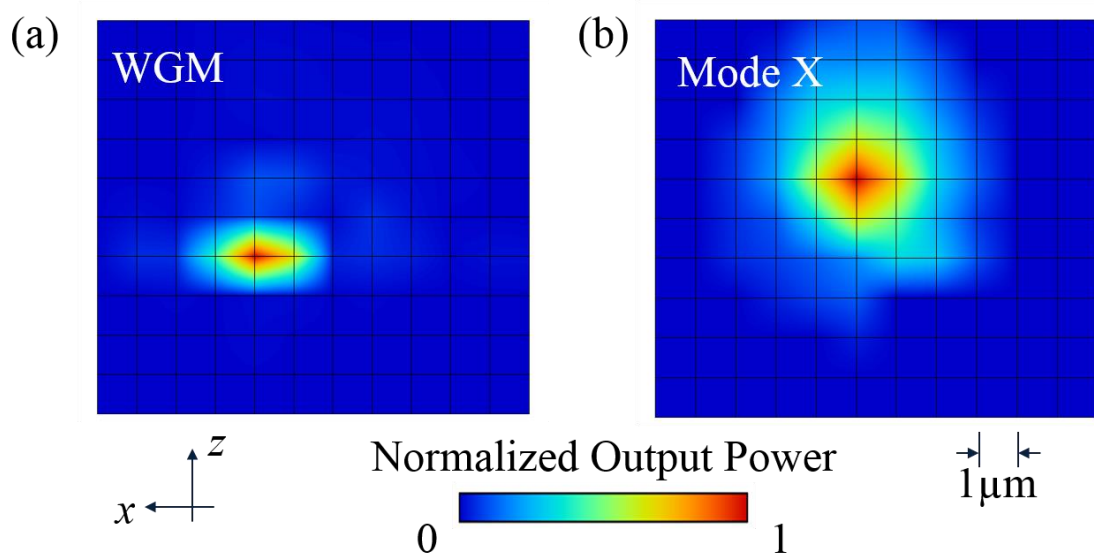 (a)
WGM
(b)
Mode X
z
x
Normalized Output Power
0
1
1μm